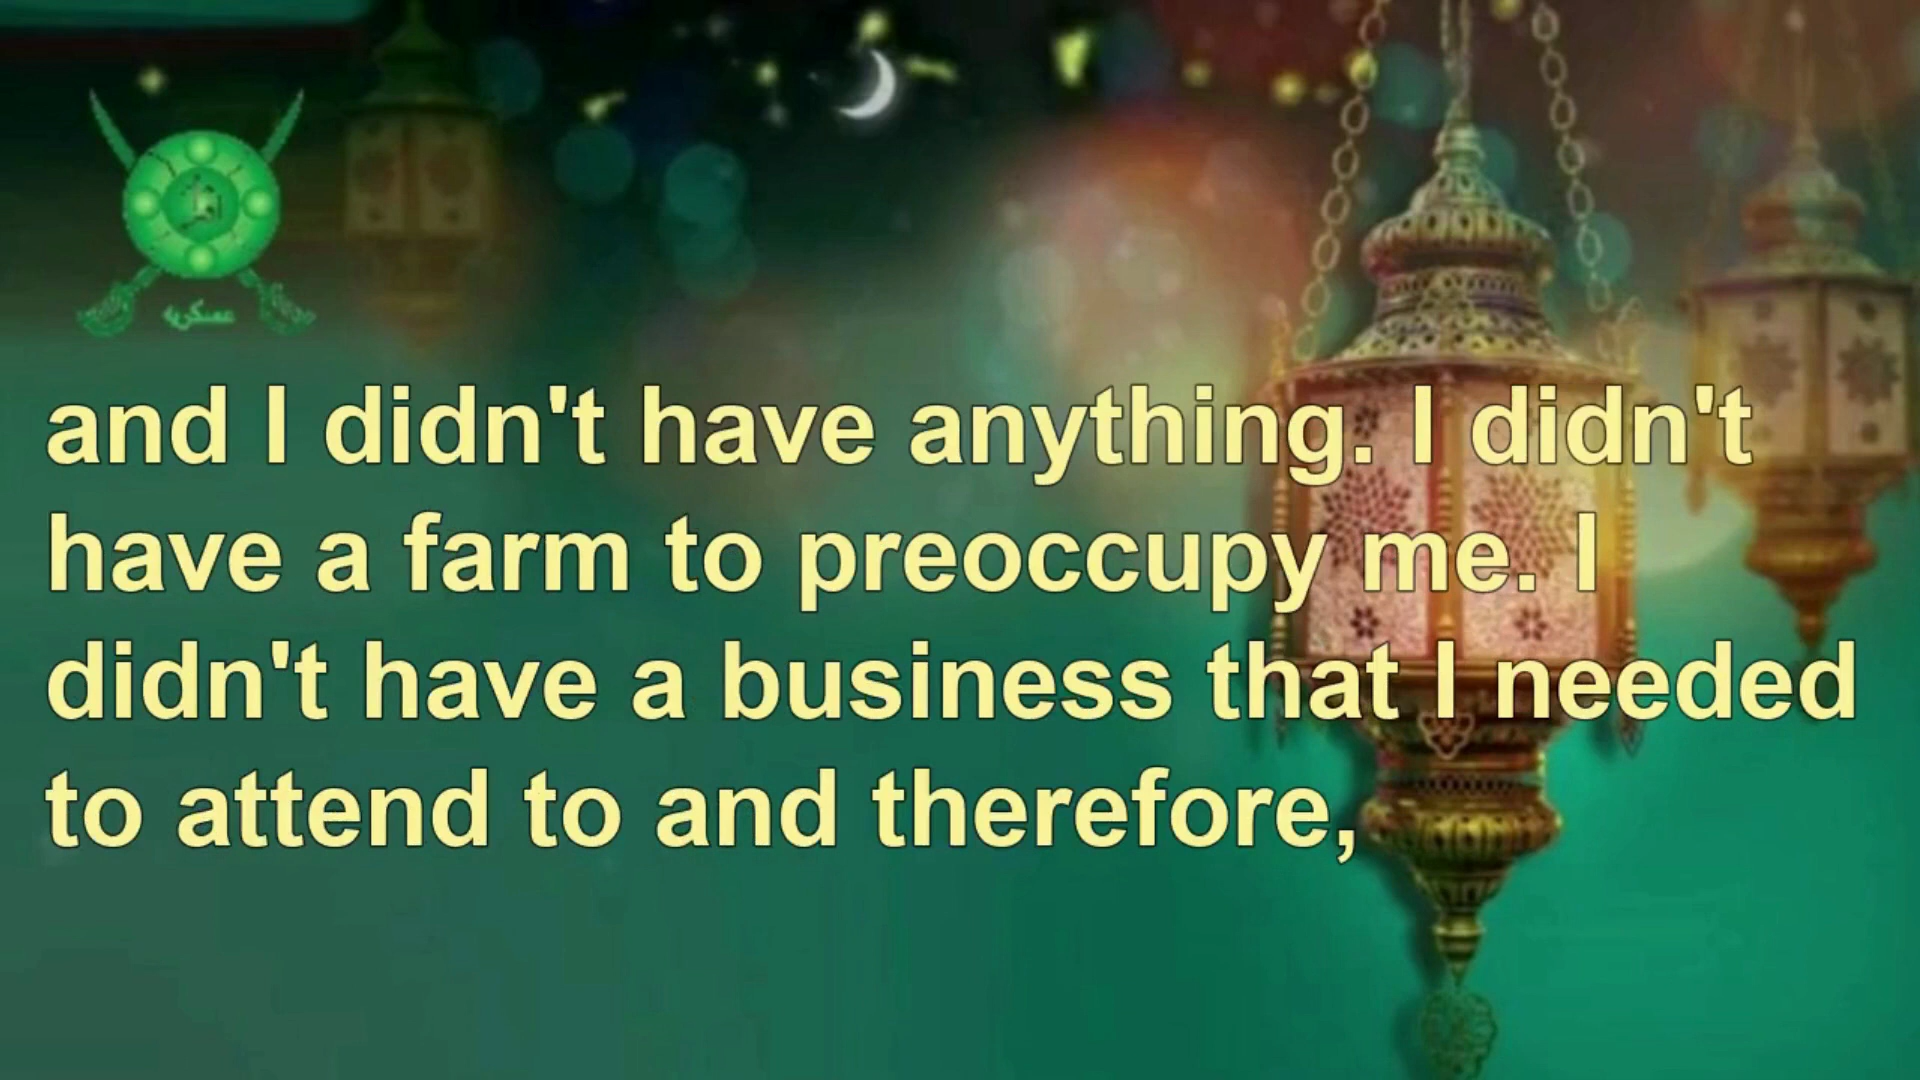 عسكريه
and I didn't have anything. I didn't
have a farm to preoccupy me. I
didn't have a business that I needed
to attend to and therefore,